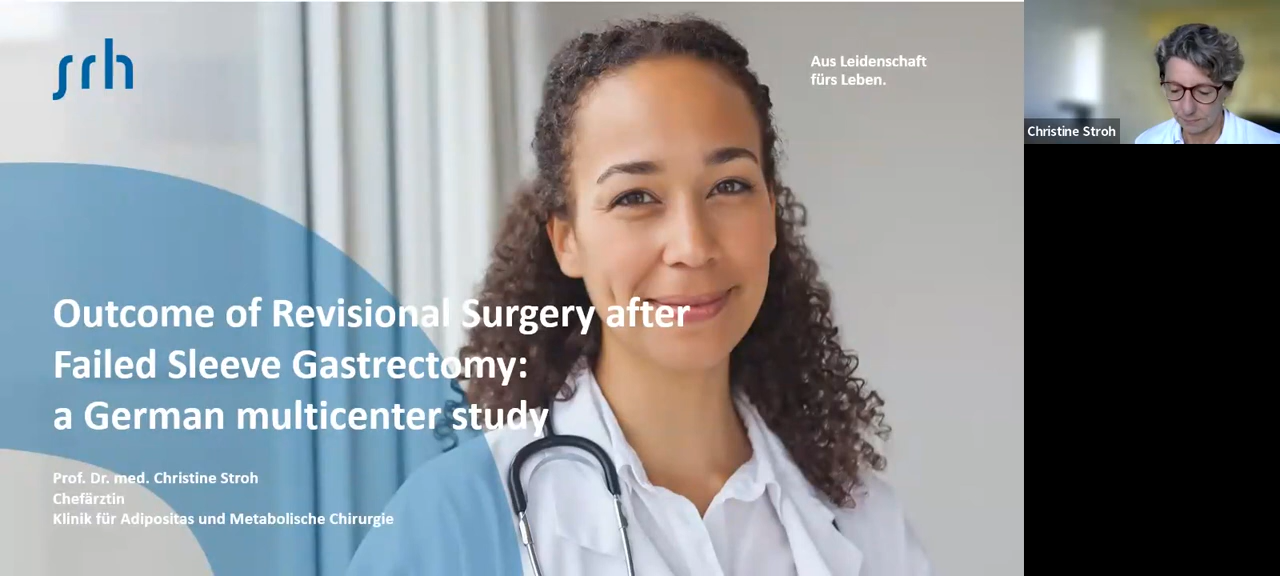 srh
Aus Leidenschaft
fürs Leben.
Christine Stroh
Outcome of Revisional Surgery after
Failed Sleeve Gastrectomy:
a German multicenter study
Prof. Dr. med. Christine Stroh
Chefärztin
Klinik für Adipositas und Metabolische Chirurgie